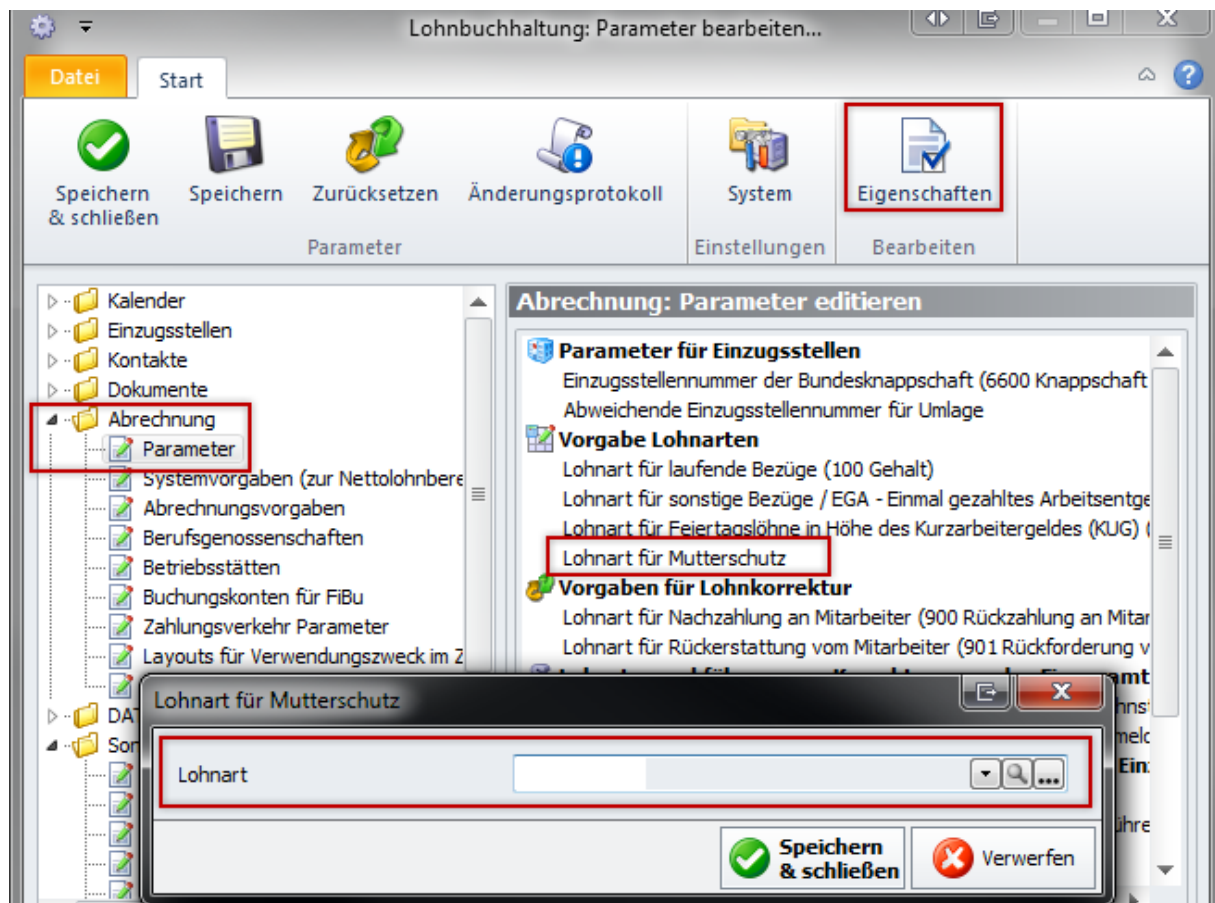 Lohnbuchhaltung: Parameter bearbeiten...
Datei
Start
Speichern
& schließen
Speichern
Zurücksetzen
Änderungsprotokoll
System
Eigenschaften
Parameter
Einstellungen
Bearbeiten
Kalender
Einzugsstellen
Kontakte
Dokumente
Abrechnung
Parameter
Systemvorgaben (zur Nettolohnbere
Abrechnungsvorgaben
Berufsgenossenschaften
Betriebsstätten
Buchungskonten für FiBu
Zahlungsverkehr Parameter
Layouts für Verwendungszweck im Z
DAT
Son
Abrechnung: Parameter editieren
Parameter für Einzugsstellen
Einzugsstellennummer der Bundesknappschaft (6600 Knappschaft
Abweichende Einzugsstellennummer für Umlage
Vorgabe Lohnarten
Lohnart für laufende Bezüge (100 Gehalt)
Lohnart für sonstige Bezüge / EGA - Einmal gezahltes Arbeitsentge
Lohnart für Feiertagslöhne in Höhe des Kurzarbeitergeldes (KUG) (
Lohnart für Mutterschutz
Vorgaben für Lohnkorrektur
Lohnart für Nachzahlung an Mitarbeiter (900 Rückzahlung an Mitar
Lohnart für Rückerstattung vom Mitarbeiter (901 Rückforderung v
Lohnart für Mutterschutz
Lohnart
Speichern
& schließen
Verwerfen